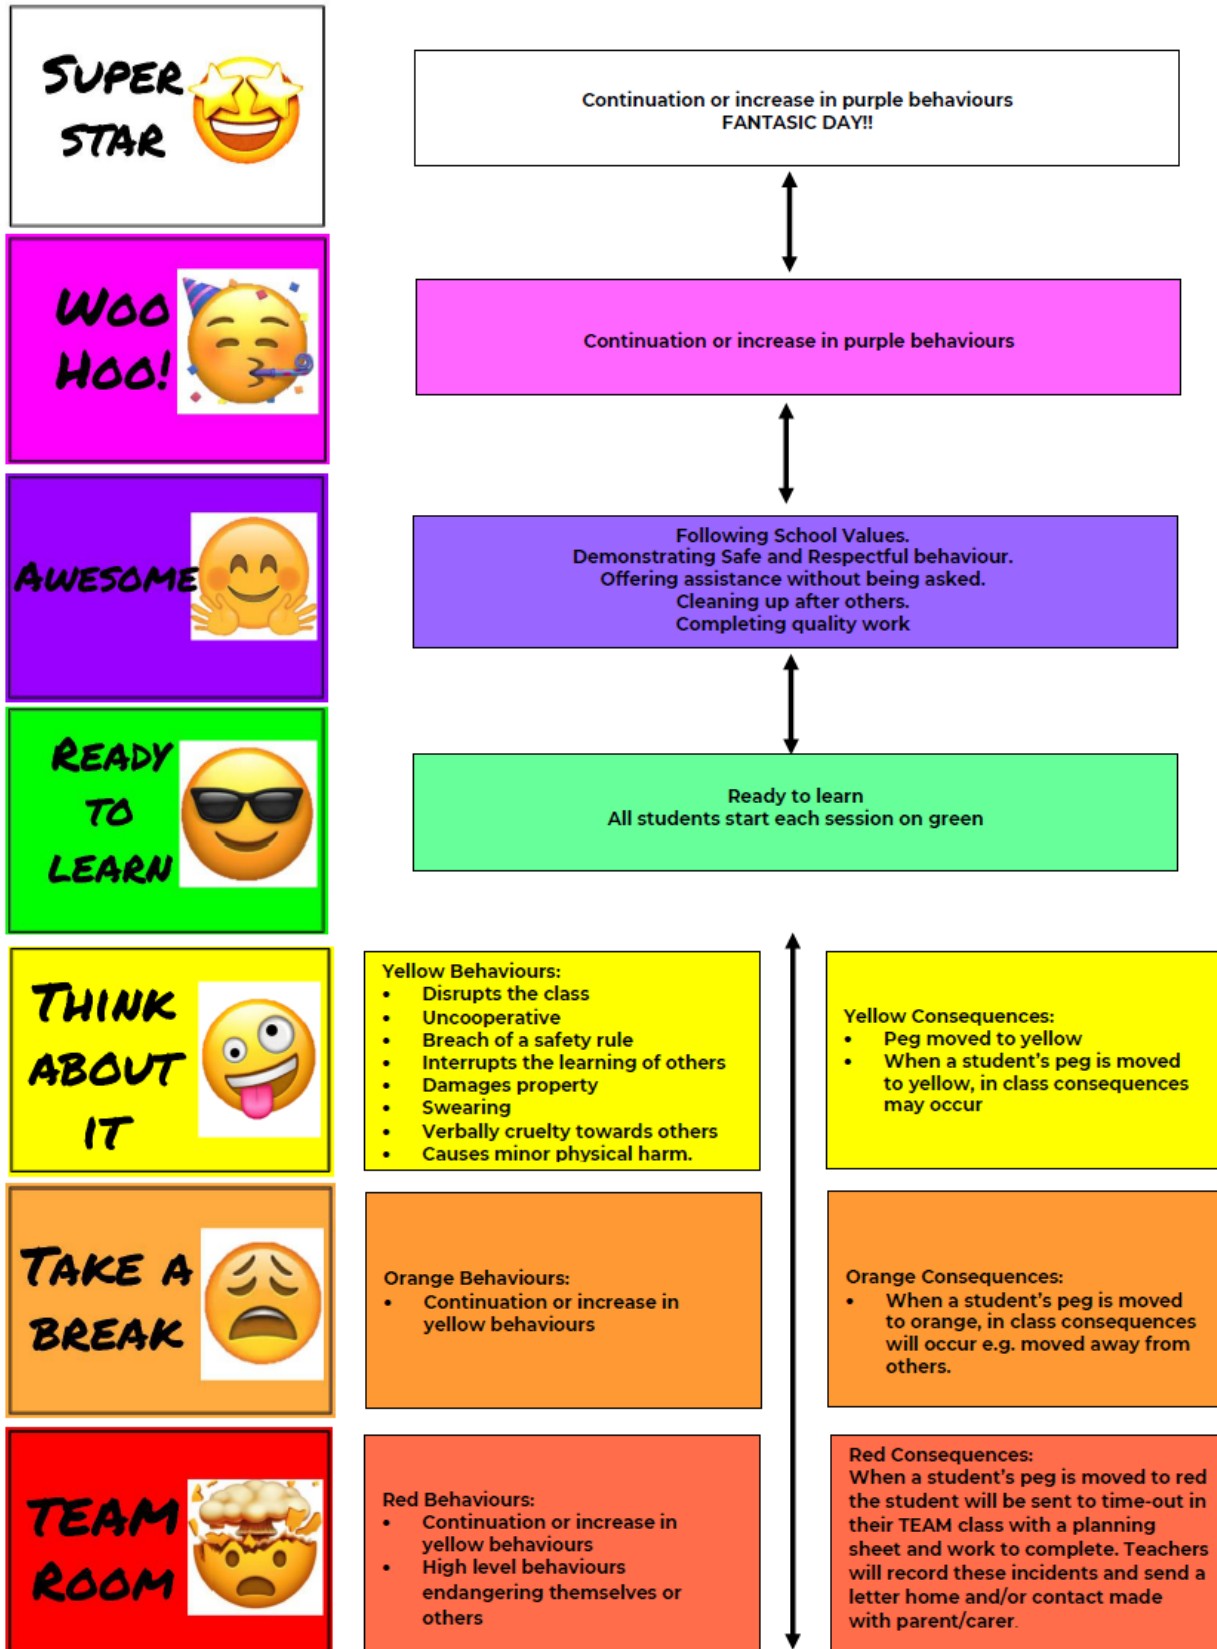 SUPER
STAR
Continuation or increase in purple behaviours
FANTASIC DAY!!
WOO
HOO!
Continuation or increase in purple behaviours
AWESOME
Following School Values.
Demonstrating Safe and Respectful behaviour.
Offering assistance without being asked.
Cleaning up after others.
Completing quality work
READY
TO
LEARN
Ready to learn
All students start each session on green
THINK
ABOUT
IT
Yellow Behaviours:
• Disrupts the class
• Uncooperative
• Breach of a safety rule
• Interrupts the learning of others
• Damages property
• Swearing
• Verbally cruelty towards others
• Causes minor physical harm.
Yellow Consequences:
• Peg moved to yellow
• When a student's peg is moved
to yellow, in class consequences
may occur
TAKE A
BREAK
Orange Behaviours:
• Continuation or increase in
yellow behaviours
Orange Consequences:
• When a student's peg is moved
to orange, in class consequences
will occur e.g. moved away from
others.
TEAM
ROOM
Red Behaviours:
• Continuation or increase in
yellow behaviours
• High level behaviours
endangering themselves or
others
Red Consequences:
When a student's peg is moved to red
the student will be sent to time-out in
their TEAM class with a planning
sheet and work to complete. Teachers
will record these incidents and send a
letter home and/or contact made
with parent/carer.